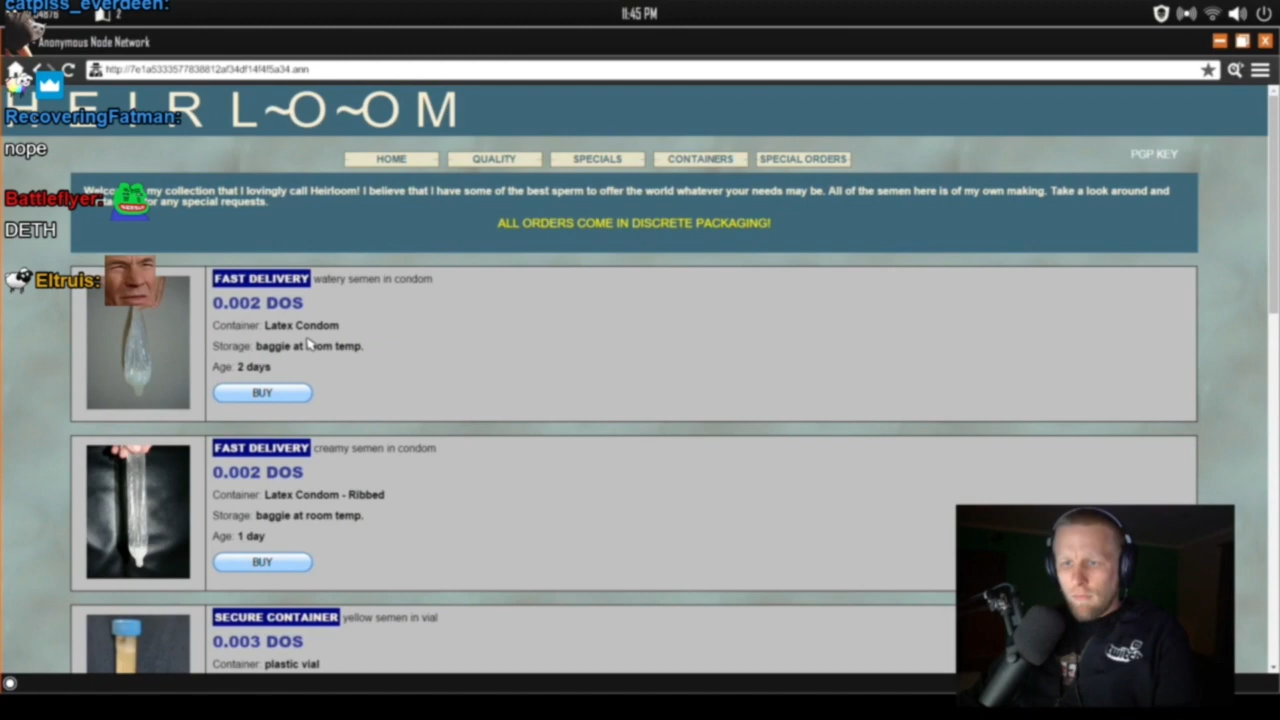 catpiss_everdeen:
2
11:45 PM
Anonymous Node Network
http://7e1a5333577838812af34df14f4f5a34.ann
HEIRL~O~OM
RecoveringFatman:
nope
HOME
QUALITY
SPECIALS
CONTAINERS
SPECIAL ORDERS
PGP KEY
my collection that I lovingly call Heirloom! I believe that I have some of the best sperm to offer the world whatever your needs may be. All of the semen here is of my own making. Take a look around and
for any special requests.
ALL ORDERS COME IN DISCRETE PACKAGING!
Battleflyer:
DETH
Eltruis:
FAST DELIVERY watery semen in condom
0.002 DOS
Container: Latex Condom
Storage: baggie at room temp.
Age: 2 days
BUY
FAST DELIVERY creamy semen in condom
0.002 DOS
Container: Latex Condom - Ribbed
Storage: baggie at room temp.
Age: 1 day
BUY
SECURE CONTAINER yellow semen in vial
0.003 DOS
Container: plastic vial